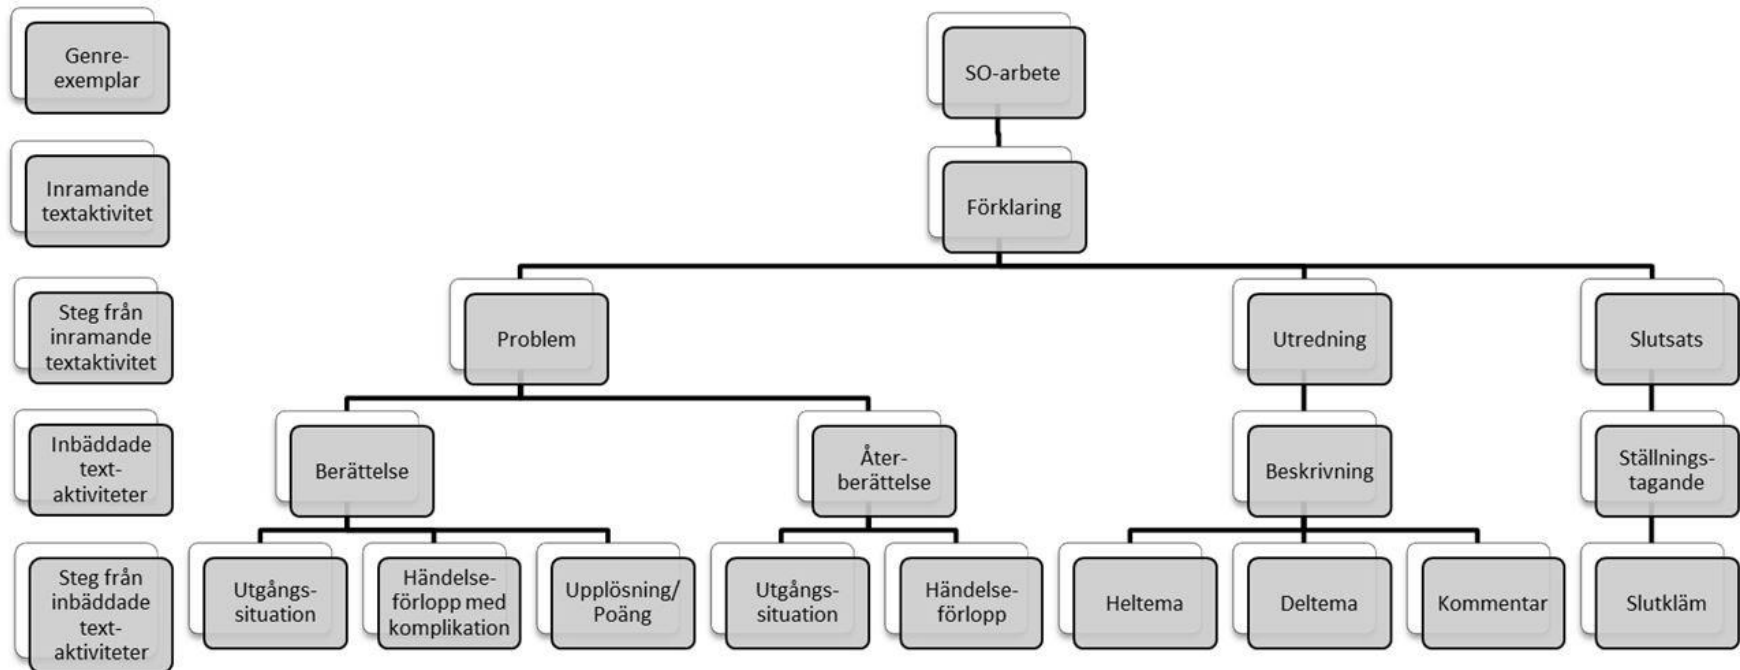 Genre-
exemplar
SO-arbete
Inramande
textaktivitet
Förklaring
Steg från
inramande
textaktivitet
Problem
Utredning
Slutsats
Inbäddade
text-
aktiviteter
Berättelse
Åter-
berättelse
Beskrivning
Ställnings-
tagande
Steg från
inbäddade
text-
aktiviteter
Utgångs-
situation
Händelse-
förlopp med
komplikation
Upplösning/
Poäng
Utgångs-
situation
Händelse-
förlopp
Heltema
Deltema
Kommentar
Slutkläm